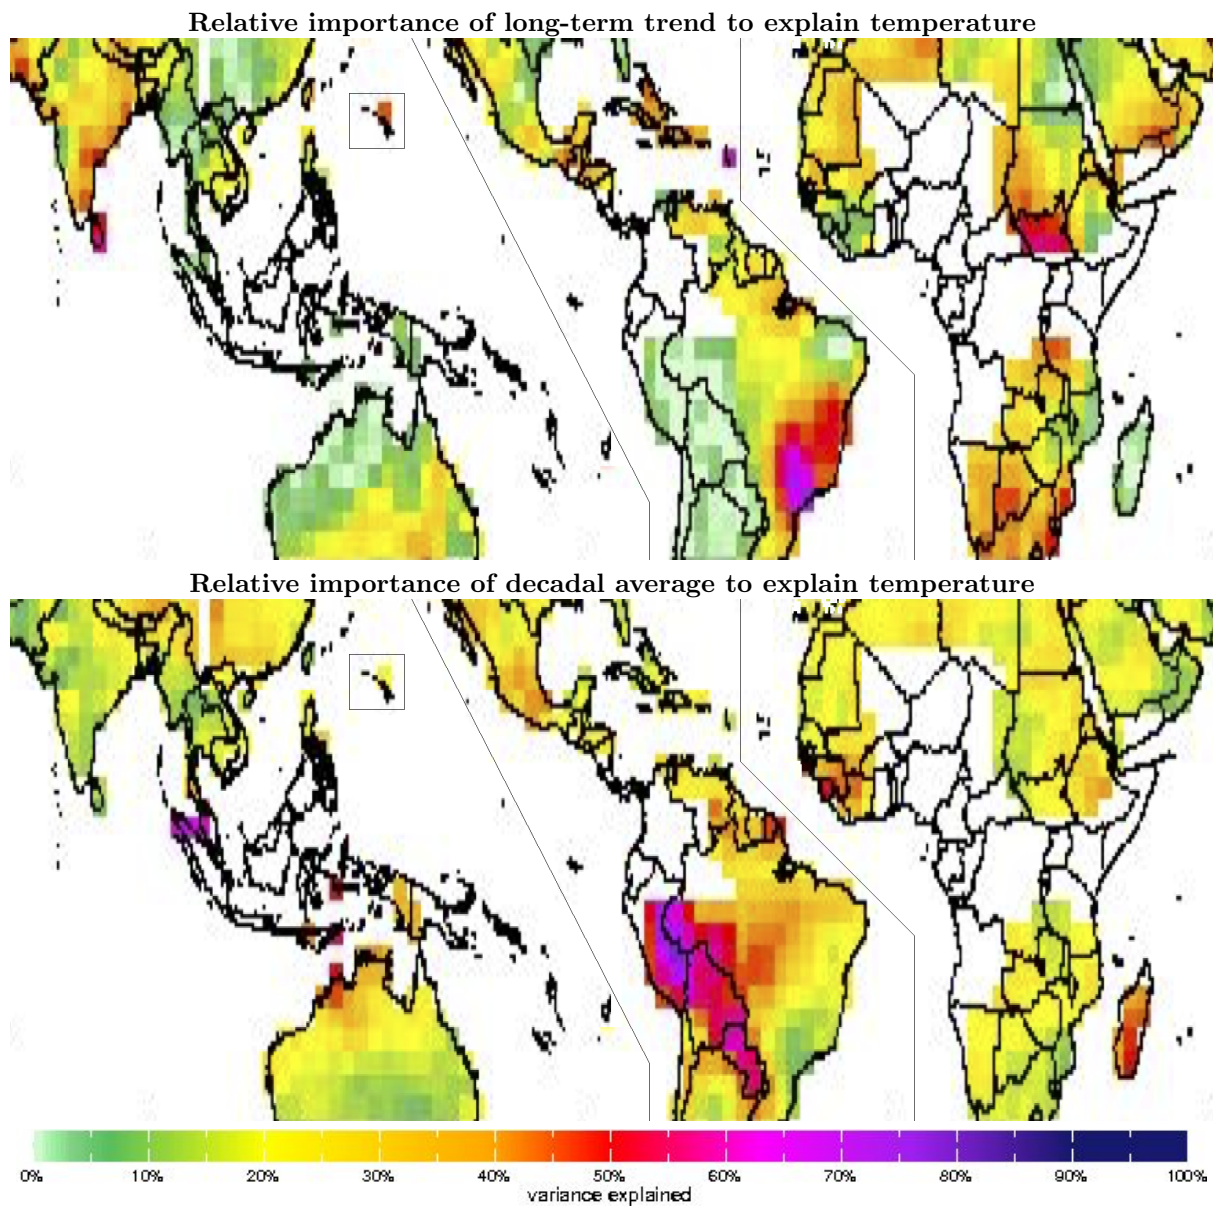 Relative importance of long-term trend to explain temperature
Relative importance of decadal average to explain temperature
0% 10% 20% 30% 40% 50% 60% 70% 80% 90% 100%
variance explained